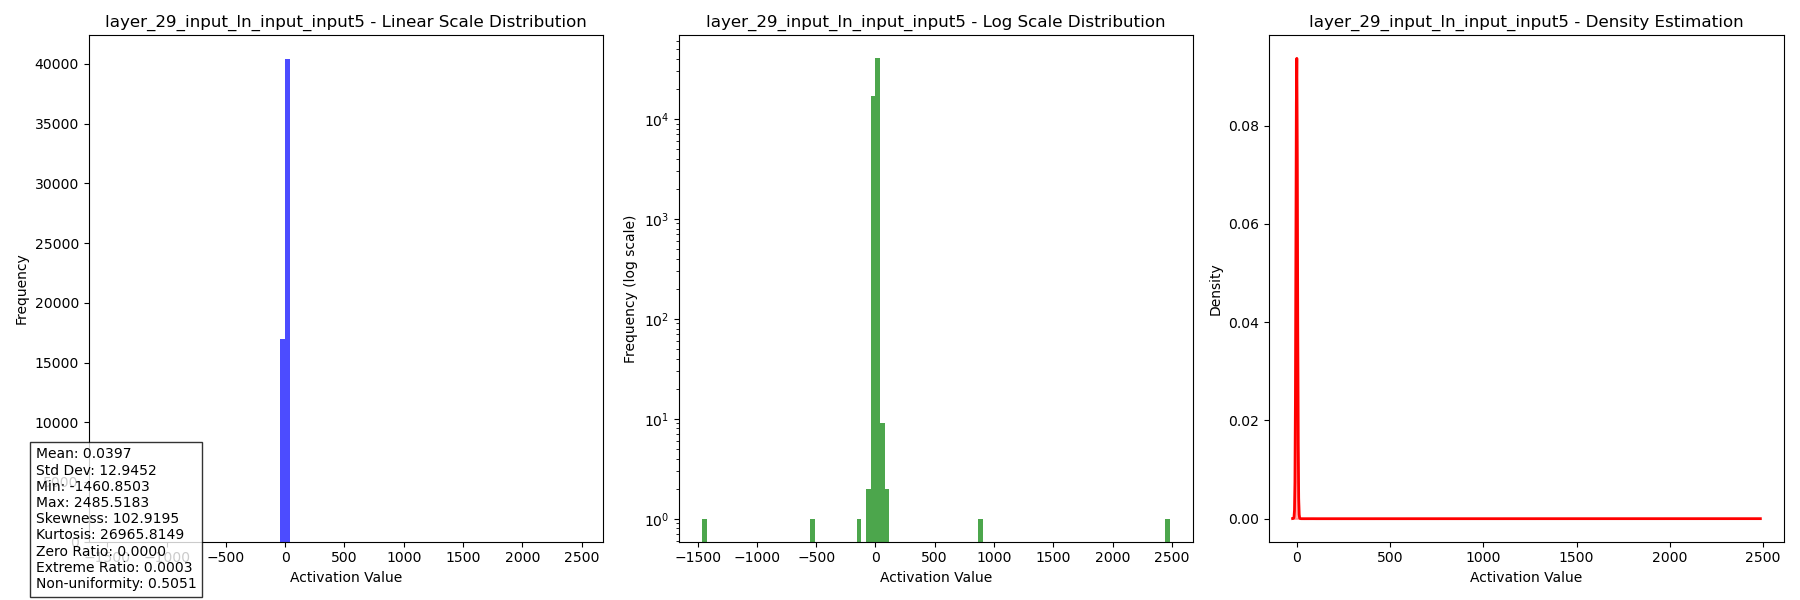 layer_29_input_ln_input_input5 - Linear Scale Distribution
40000
35000
30000
25000
20000
15000
10000
5000
0
Frequency
−1000
−500
0
500
1000
1500
2000
2500
Activation Value
Mean: 0.0397
Std Dev: 12.9452
Min: -1460.8503
Max: 2485.5183
Skewness: 102.9195
Kurtosis: 26965.8149
Zero Ratio: 0.0000
Extreme Ratio: 0.0003
Non-uniformity: 0.5051
layer_29_input_ln_input_input5 - Log Scale Distribution
10⁴
10³
10²
10¹
10⁰
Frequency (log scale)
−1500
−1000
−500
0
500
1000
1500
2000
2500
Activation Value
layer_29_input_ln_input_input5 - Density Estimation
0.08
0.06
0.04
0.02
0.00
Density
0
500
1000
1500
2000
2500
Activation Value